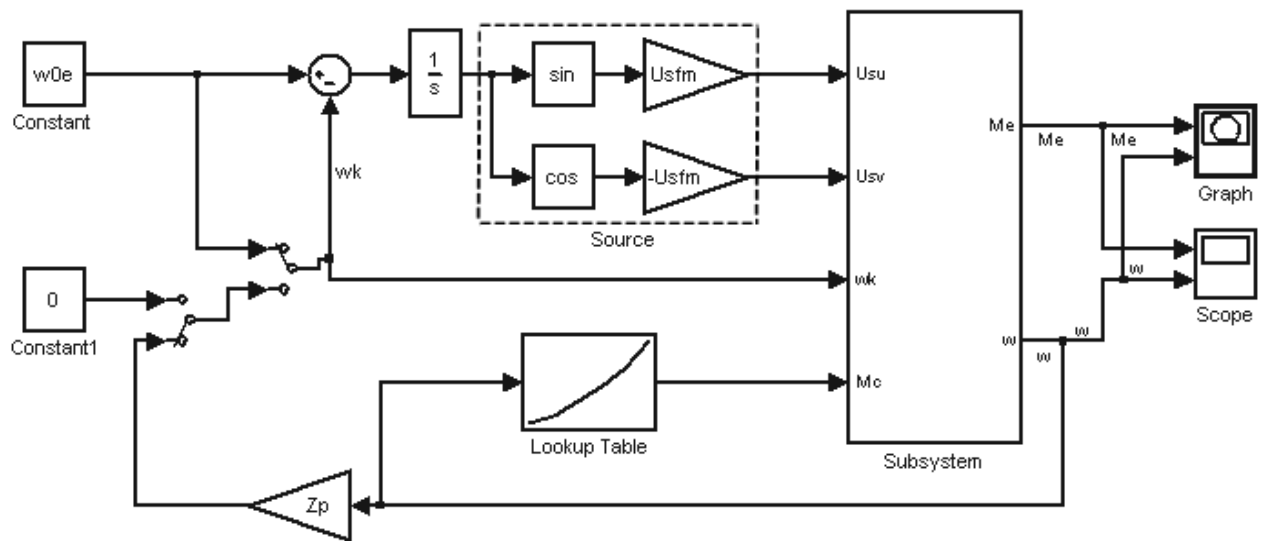 w0e
Constant
+
-
1
s
sin
Usfm
cos
-Usfm
Source
wk
0
Constant1
Lookup Table
Zp
Usu
Usv
wk
Mc
Me
w
Subsystem
Me
Me
w
w
w
Graph
Scope